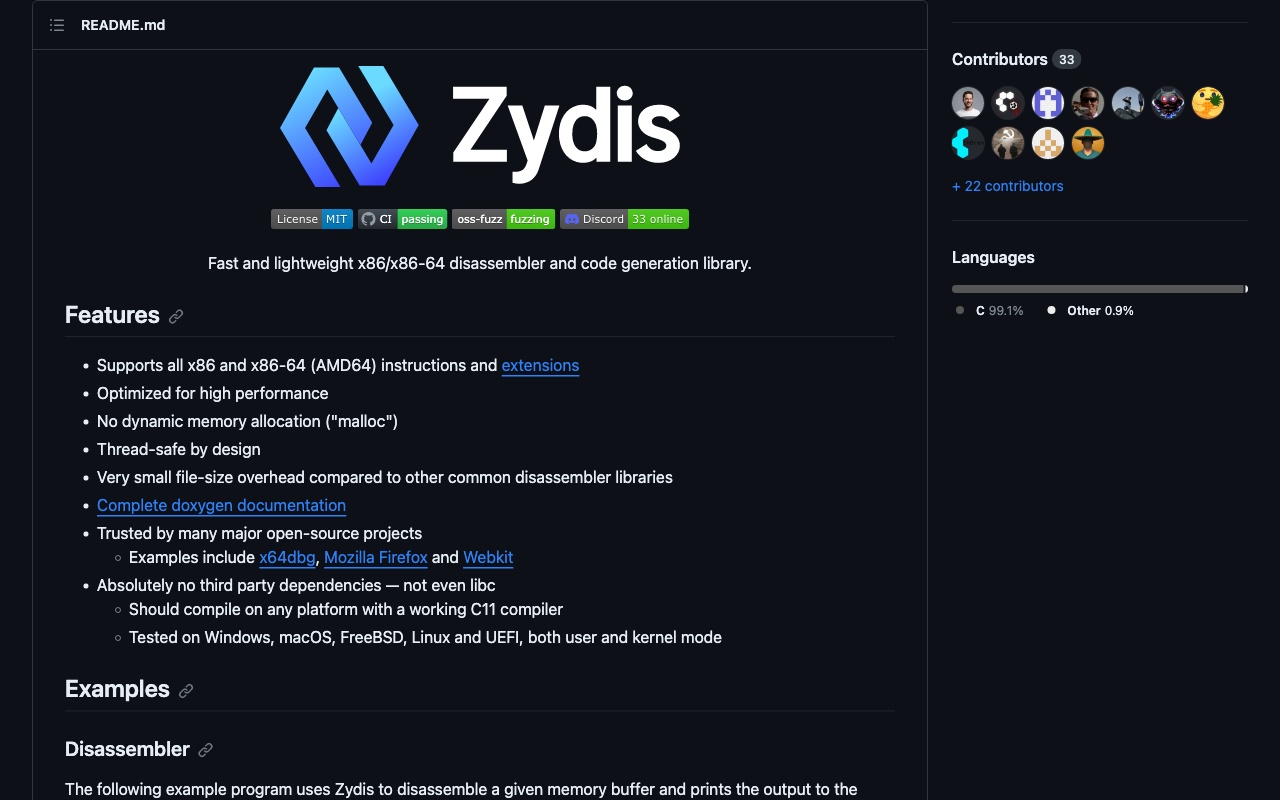 README.md
Zydis
License MIT CI passing oss-fuzz fuzzing Discord 33 online
Fast and lightweight x86/x86-64 disassembler and code generation library.
Features
Supports all x86 and x86-64 (AMD64) instructions and extensions
Optimized for high performance
No dynamic memory allocation ("malloc")
Thread-safe by design
Very small file-size overhead compared to other common disassembler libraries
Complete doxygen documentation
Trusted by many major open-source projects
Examples include x64dbg, Mozilla Firefox and Webkit
Absolutely no third party dependencies — not even libc
Should compile on any platform with a working C11 compiler
Tested on Windows, macOS, FreeBSD, Linux and UEFI, both user and kernel mode
Examples
Disassembler
The following example program uses Zydis to disassemble a given memory buffer and prints the output to the
Contributors 33
+ 22 contributors
Languages
C 99.1% Other 0.9%